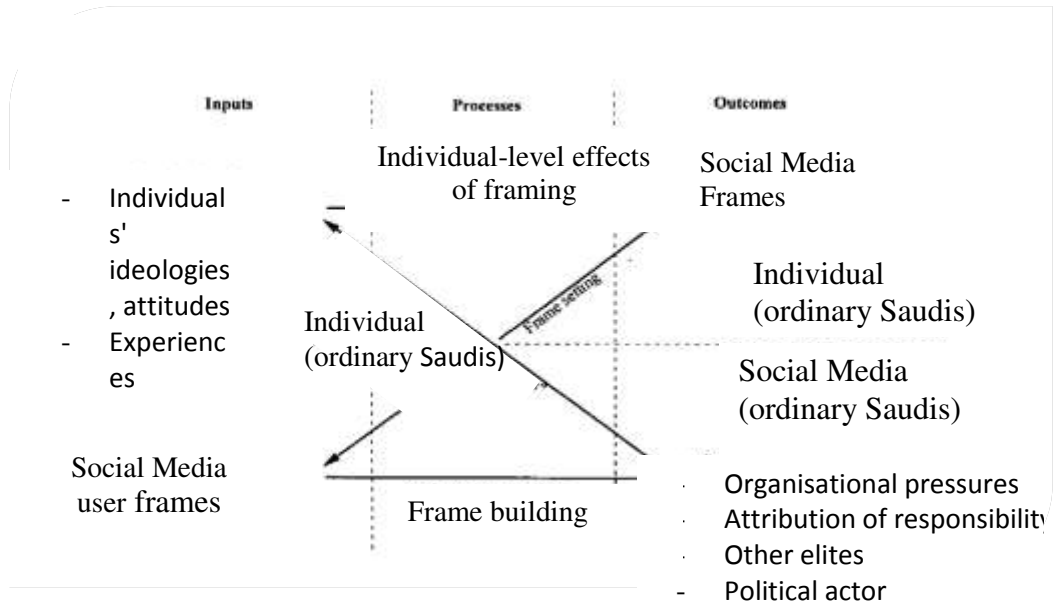 Inputs
Processes
Outcomes
Individual-level effects
of framing
Social Media
Frames
- Individual
s'
ideologies
, attitudes
- Experienc
es
Frame setting
Individual
(ordinary Saudis)
Individual
(ordinary Saudis)
Social Media
(ordinary Saudis)
Social Media
user frames
Frame building
· Organisational pressures
· Attribution of responsibility
· Other elites
- Political actor